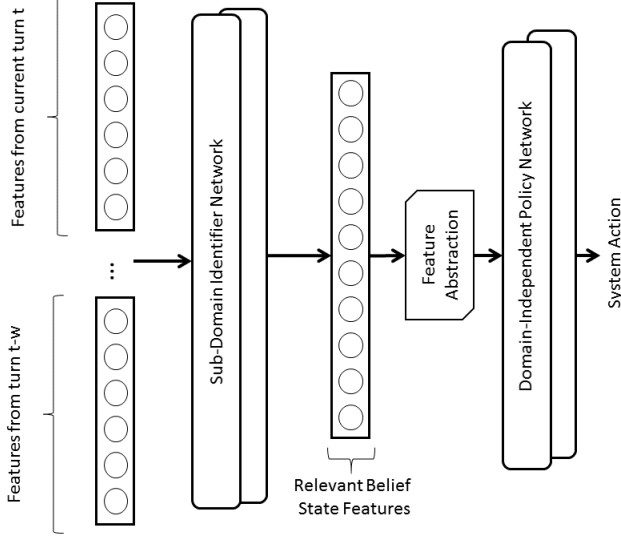 Features from current turn t
...
Features from turn t-w
Sub-Domain Identifier Network
Relevant Belief
State Features
Feature
Abstraction
Domain-Independent Policy Network
System Action